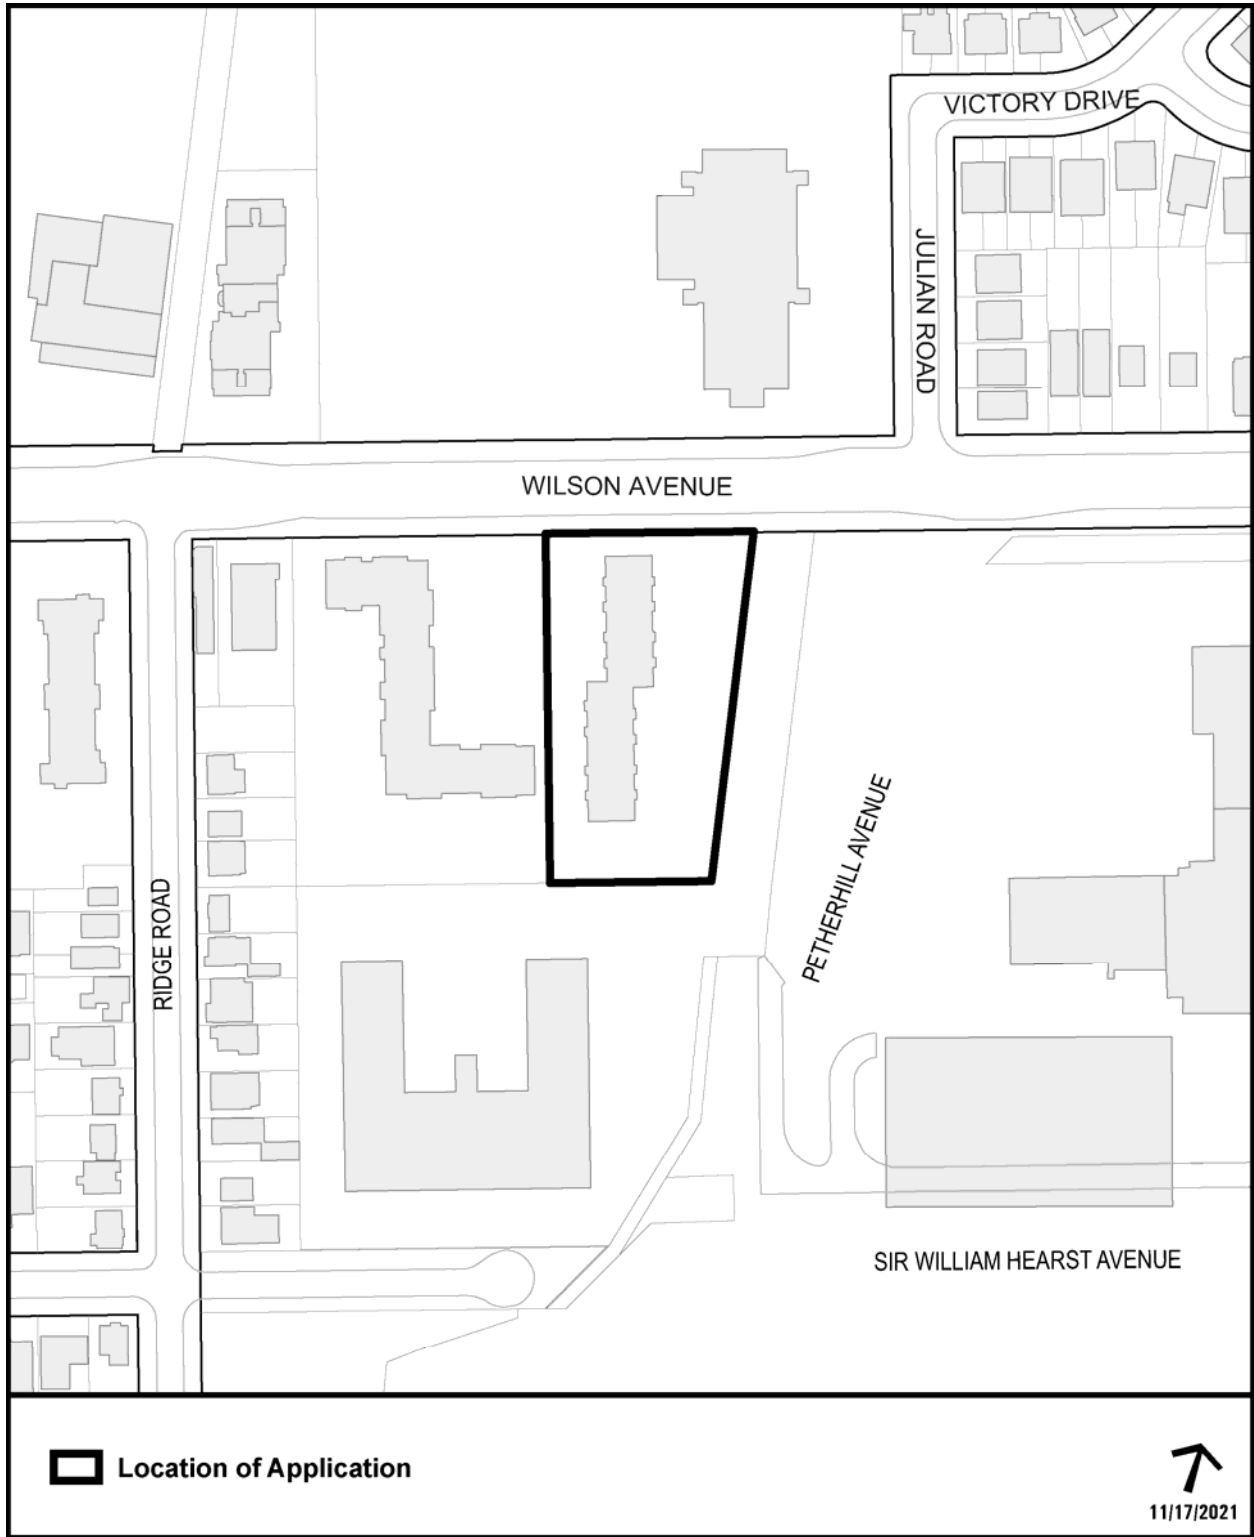 VICTORY DRIVE
JULIAN ROAD
WILSON AVENUE
PETHERHILL AVENUE
RIDGE ROAD
SIR WILLIAM HEARST AVENUE
Location of Application
11/17/2021